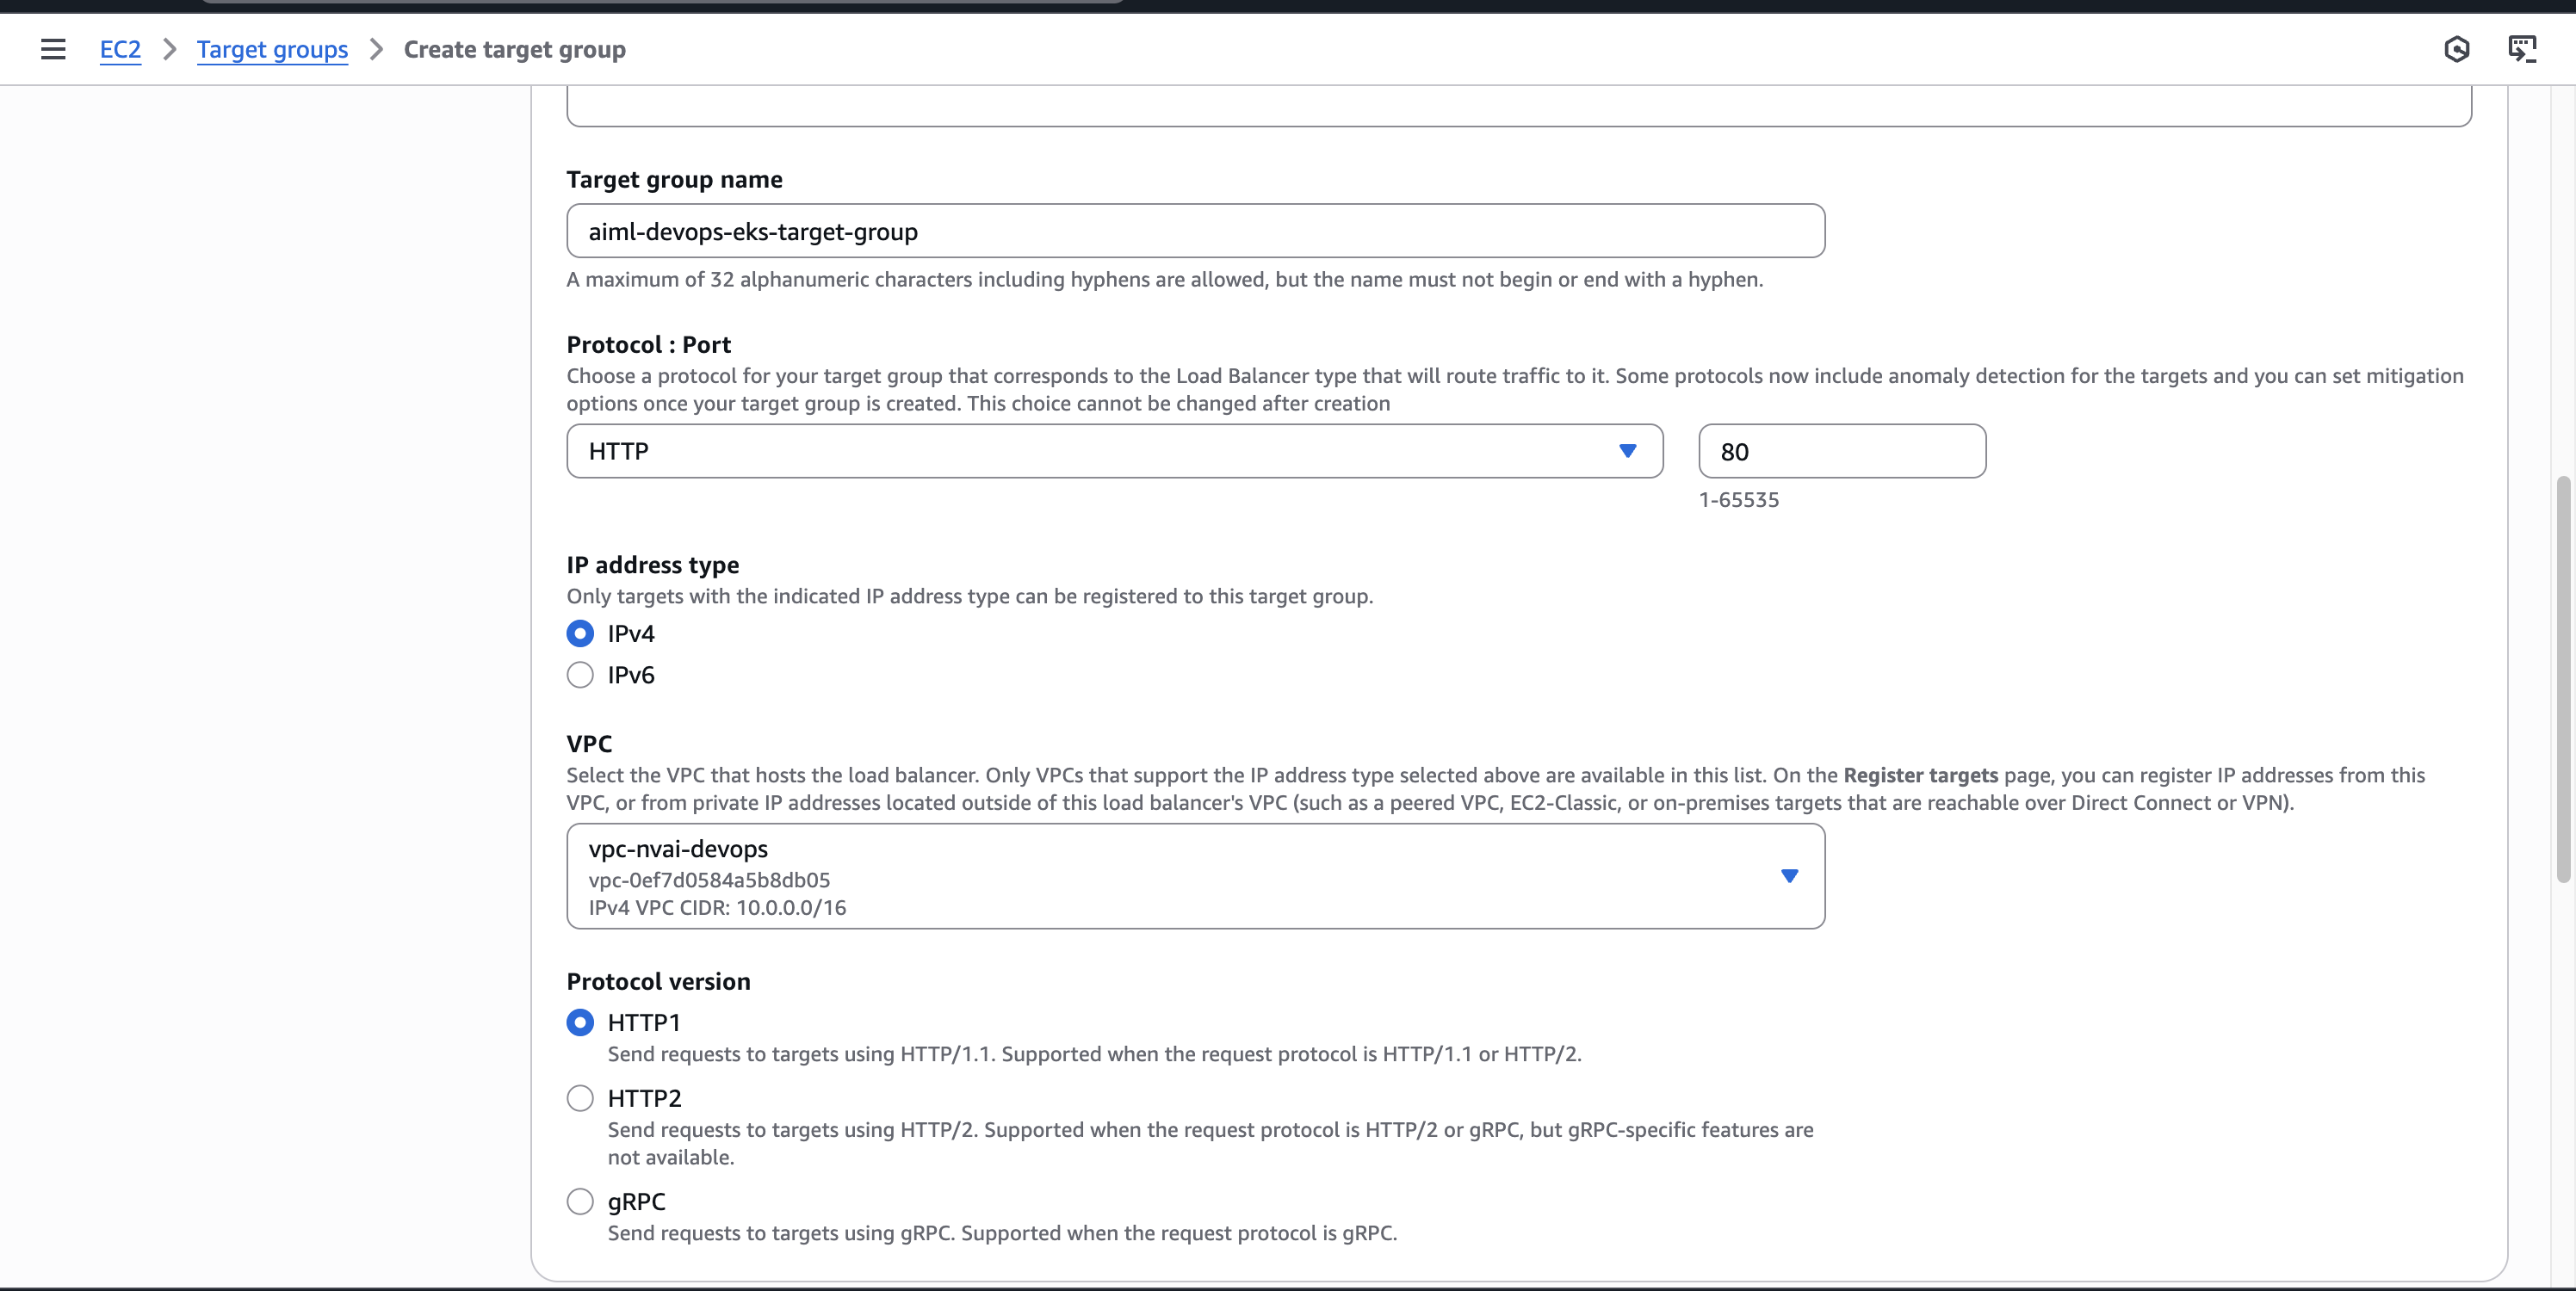 EC2 > Target groups > Create target group
Target group name
aiml-devops-eks-target-group
A maximum of 32 alphanumeric characters including hyphens are allowed, but the name must not begin or end with a hyphen.
Protocol : Port
Choose a protocol for your target group that corresponds to the Load Balancer type that will route traffic to it. Some protocols now include anomaly detection for the targets and you can set mitigation
options once your target group is created. This choice cannot be changed after creation
HTTP
80
1-65535
IP address type
Only targets with the indicated IP address type can be registered to this target group.
IPv4
IPv6
VPC
Select the VPC that hosts the load balancer. Only VPCs that support the IP address type selected above are available in this list. On the Register targets page, you can register IP addresses from this
VPC, or from private IP addresses located outside of this load balancer's VPC (such as a peered VPC, EC2-Classic, or on-premises targets that are reachable over Direct Connect or VPN).
vpc-nvai-devops
vpc-0ef7d0584a5b8db05
IPv4 VPC CIDR: 10.0.0.0/16
Protocol version
HTTP1
Send requests to targets using HTTP/1.1. Supported when the request protocol is HTTP/1.1 or HTTP/2.
HTTP2
Send requests to targets using HTTP/2. Supported when the request protocol is HTTP/2 or gRPC, but gRPC-specific features are
not available.
gRPC
Send requests to targets using gRPC. Supported when the request protocol is gRPC.